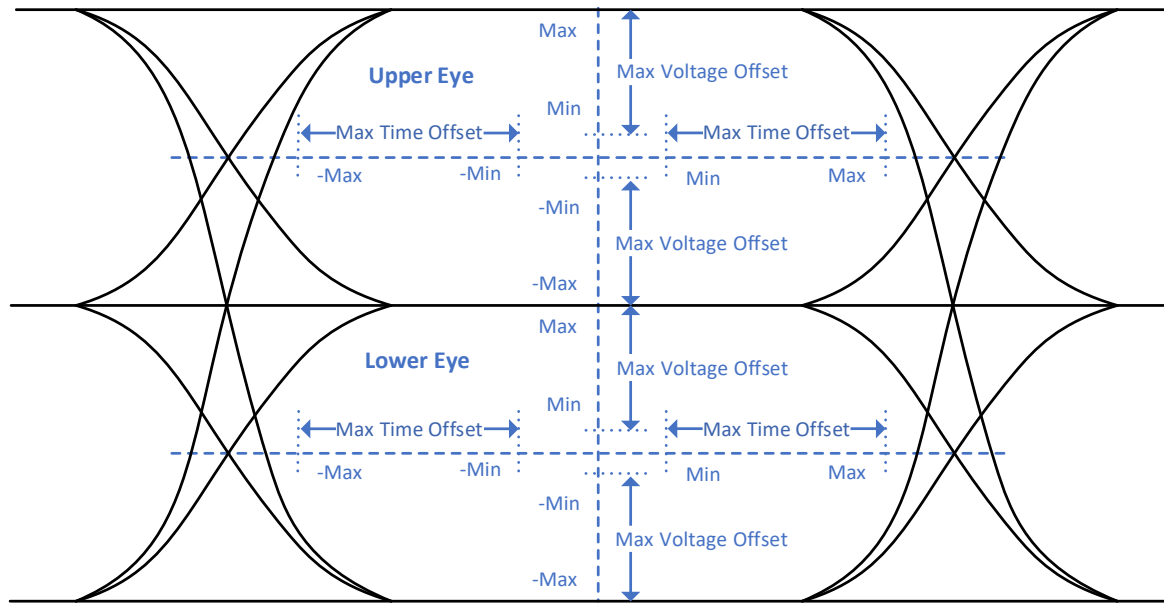 Max
Upper Eye
Max Voltage Offset
Min
Max Time Offset
Max Time Offset
-Max
-Min
Min
Max
-Min
Max Voltage Offset
-Max
Max
Lower Eye
Max Voltage Offset
Min
Max Time Offset
Max Time Offset
-Max
-Min
Min
Max
-Min
Max Voltage Offset
-Max